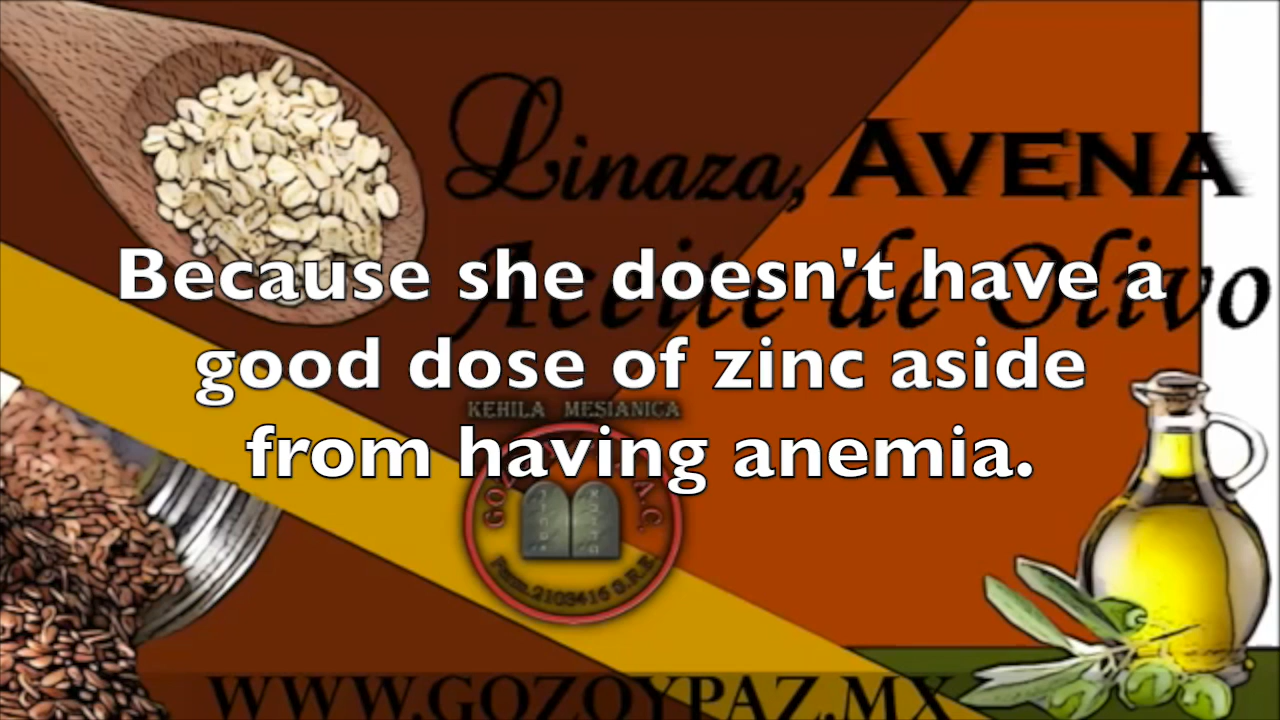 Linaza, AVENA
Aceite de Olivo
Because she doesn't have a
good dose of zinc aside
from having anemia.
KEHILA MESIANICA
WWW.GOZOYPAZ.MX